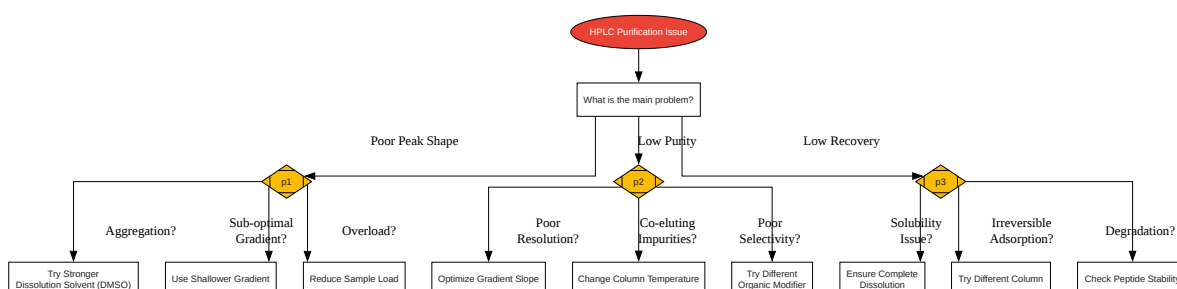 HPLC Purification Issue
What is the main problem?
Poor Peak Shape
Low Purity
Low Recovery
p1
p2
p3
Aggregation?
Sub-optimal
Gradient?
Overload?
Poor
Resolution?
Co-eluting
Impurities?
Poor
Selectivity?
Solubility
Issue?
Irreversible
Adsorption?
Degradation?
Try Stronger
Dissolution Solvent (DMSO)
Use Shallower Gradient
Reduce Sample Load
Optimize Gradient Slope
Change Column Temperature
Try Different
Organic Modifier
Ensure Complete
Dissolution
Try Different Column
Check Peptide Stability